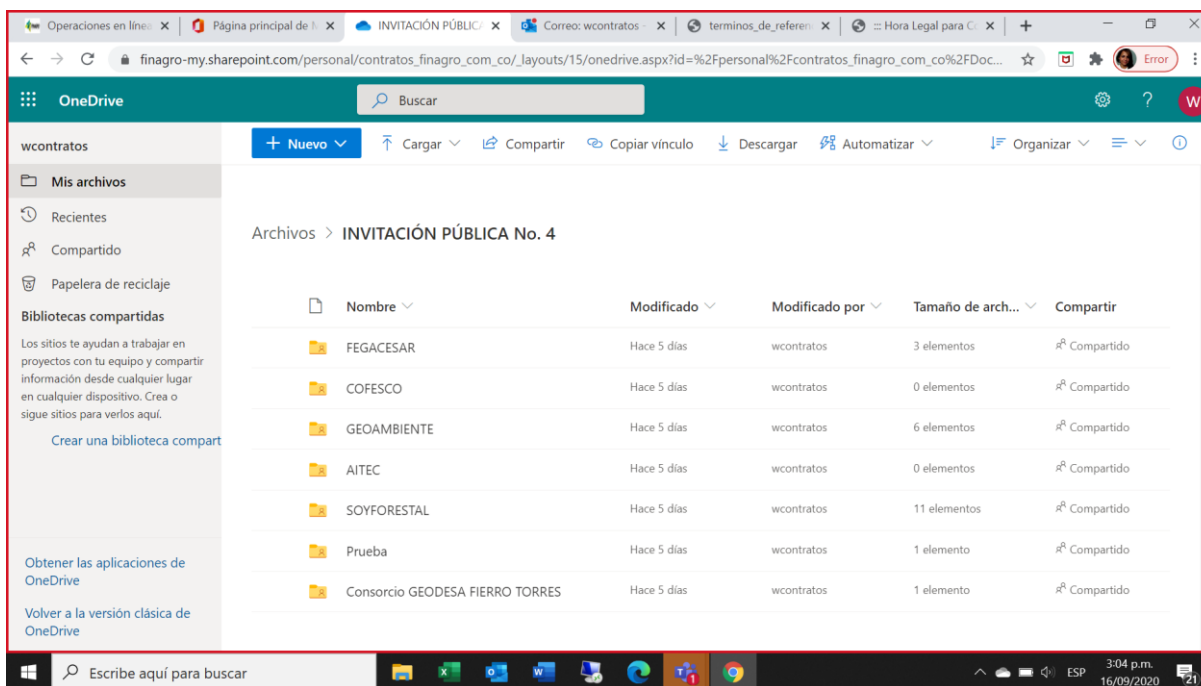 Operaciones en línea
Página principal de M
INVITACIÓN PÚBLICA
Correo: wcontratos -
terminos_de_referen
::: Hora Legal para Co
finagro-my.sharepoint.com/personal/contratos_finagro_com_co/_layouts/15/onedrive.aspx?id=%2Fpersonal%2Fcontratos_finagro_com_co%2FDoc...
Error
OneDrive
Buscar
W
wcontratos
Nuevo Cargar Compartir Copiar vínculo Descargar Automatizar Organizar
Mis archivos
Recientes
Compartido
Papelera de reciclaje
Bibliotecas compartidas
Los sitios te ayudan a trabajar en
proyectos con tu equipo y compartir
información desde cualquier lugar
en cualquier dispositivo. Crea o
sigue sitios para verlos aquí.
Crear una biblioteca compart
Obtener las aplicaciones de
OneDrive
Volver a la versión clásica de
OneDrive
Archivos > INVITACIÓN PÚBLICA No. 4
Nombre Modificado Modificado por Tamaño de arch... Compartir
FEGACESAR Hace 5 días wcontratos 3 elementos Compartido
COFESCO Hace 5 días wcontratos 0 elementos Compartido
GEOAMBIENTE Hace 5 días wcontratos 6 elementos Compartido
AITEC Hace 5 días wcontratos 0 elementos Compartido
SOYFORESTAL Hace 5 días wcontratos 11 elementos Compartido
Prueba Hace 5 días wcontratos 1 elemento Compartido
Consorcio GEODESA FIERRO TORRES Hace 5 días wcontratos 1 elemento Compartido
Escribe aquí para buscar
ESP
3:04 p.m.
16/09/2020
21